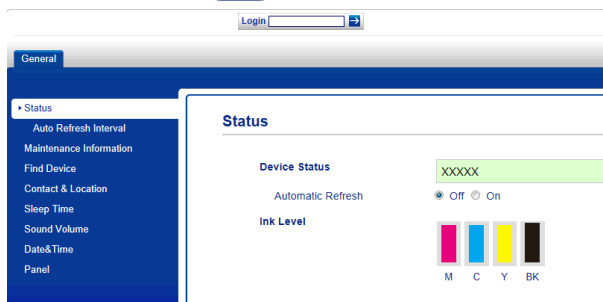 Login
General
Status
Auto Refresh Interval
Maintenance Information
Find Device
Contact & Location
Sleep Time
Sound Volume
Date&Time
Panel
Status
Device Status XXXXX
Automatic Refresh Off On
Ink Level
M C Y BK